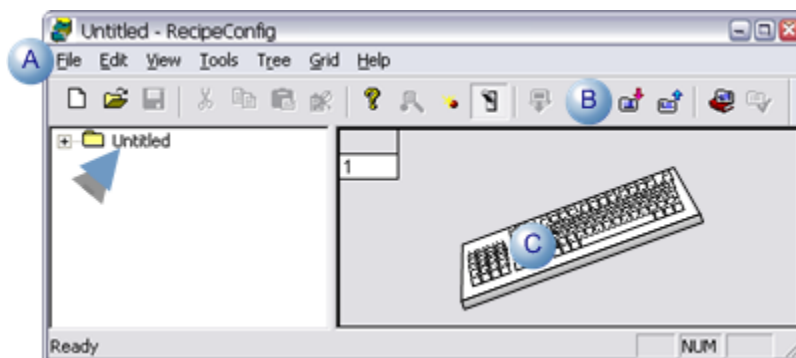 Untitled - RecipeConfig
A File Edit View Tools Tree Grid Help
B
Untitled
1
C
Ready NUM